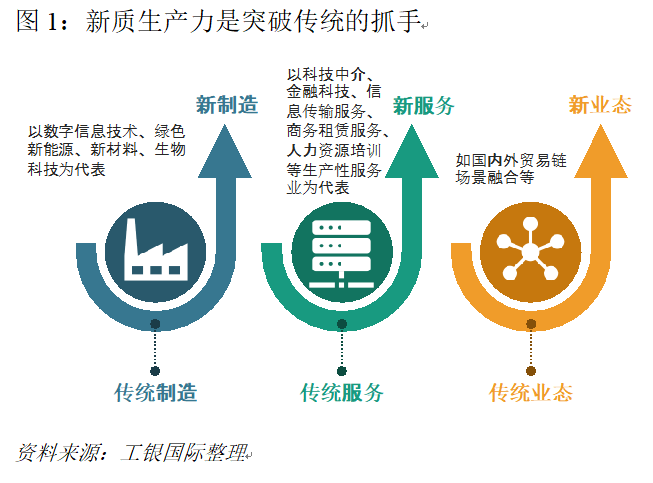 图 1：新质生产力是突破传统的抓手
新制造
以数字信息技术、绿色
新能源、新材料、生物
科技为代表
传统制造
新服务
以科技中介、
金融科技、信
息传输服务、
商务租赁服务、
人力资源培训
等生产性服务
业为代表
传统服务
新业态
如国内外贸易链
场景融合等
传统业态
资料来源：工银国际整理